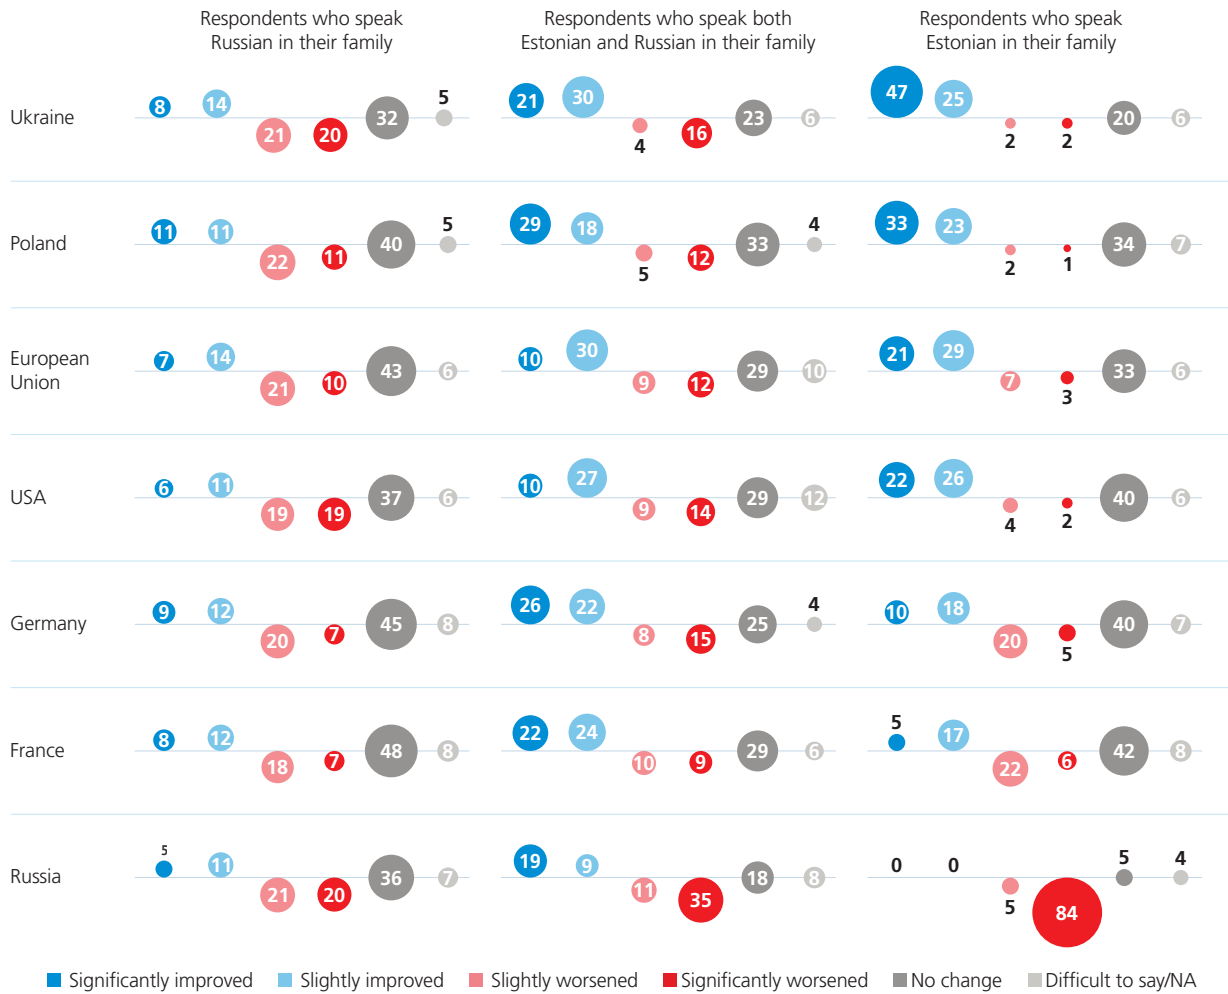 Respondents who speak
Russian in their family
Respondents who speak both
Estonian and Russian in their family
Respondents who speak
Estonian in their family
Ukraine
8 14 21 20 32 5
21 30 4 16 23 6
47 25 2 2 20 6
Poland
11 11 22 11 40 5
29 18 5 12 33 4
33 23 2 1 34 7
European
Union
7 14 21 10 43 6
10 30 9 12 29 10
21 29 7 3 33 6
USA
6 11 19 19 37 6
10 27 9 14 29 12
22 26 4 2 40 6
Germany
9 12 20 7 45 8
26 22 8 15 25 4
10 18 20 5 40 7
France
8 12 18 7 48 8
22 24 10 9 29 6
5 17 22 6 42 8
Russia
5 11 21 20 36 7
19 9 11 35 18 8
0 0 5 84 5 4
Significantly improved
Slightly improved
Slightly worsened
Significantly worsened
No change
Difficult to say/NA